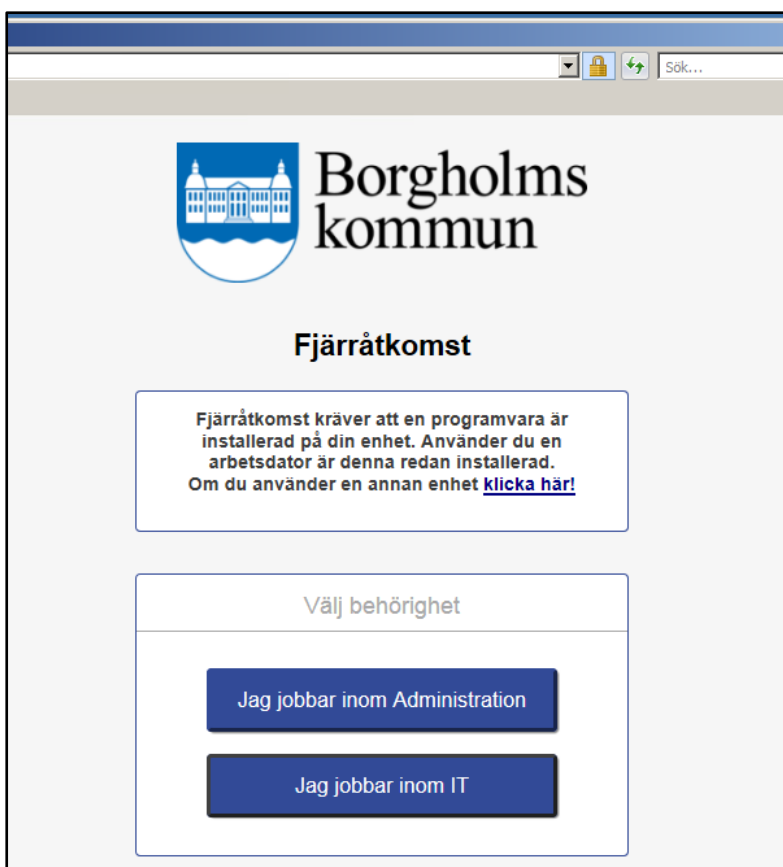 Sök...
Borgholms
kommun
Fjärråtkomst
Fjärråtkomst kräver att en programvara är
installerad på din enhet. Använder du en
arbetsdator är denna redan installerad.
Om du använder en annan enhet klicka här!
Välj behörighet
Jag jobbar inom Administration
Jag jobbar inom IT